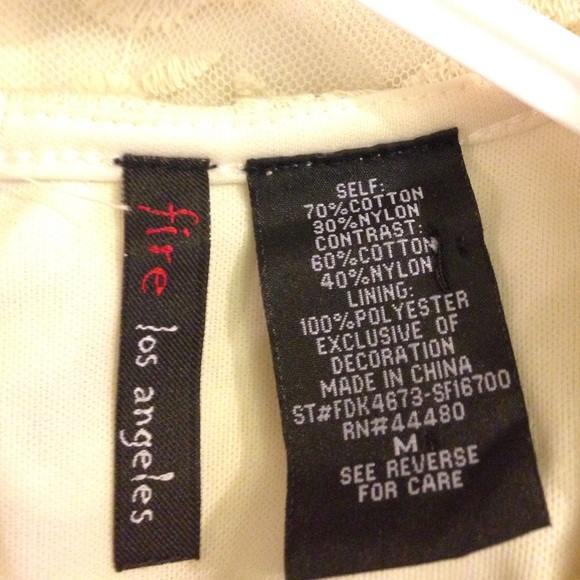 fire los angeles
SELF:
70%COTTON
30%NYLON
CONTRAST:
60%COTTON
40%NYLON
LINING:
100%POLYESTER
EXCLUSIVE OF
DECORATION
MADE IN CHINA
ST#FDK4673-SF16700
RN#44480
M
SEE REVERSE
FOR CARE